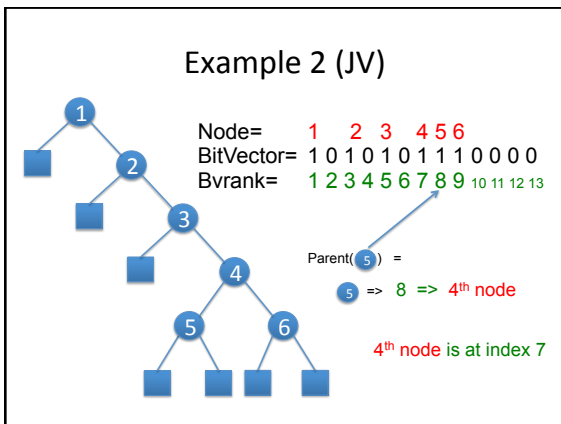 Example 2 (JV)
1
2
3
4
5 6
Node= 1 2 3 4 5 6
BitVector= 1 0 1 0 1 0 1 1 1 0 0 0 0
Bvrank= 1 2 3 4 5 6 7 8 9 10 11 12 13
Parent( 5 ) =
5 => 8 => 4th node
4th node is at index 7